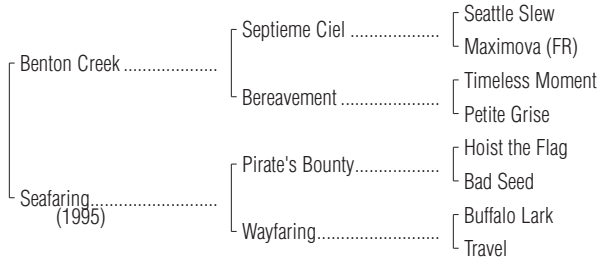 Seattle Slew
Septieme Ciel ...................
Maximova (FR)
Benton Creek ....................
Timeless Moment
Bereavement .....................
Petite Grise
Hoist the Flag
Pirate's Bounty..................
Bad Seed
Seafaring...........................
(1995)
Buffalo Lark
Wayfaring..........................
Travel